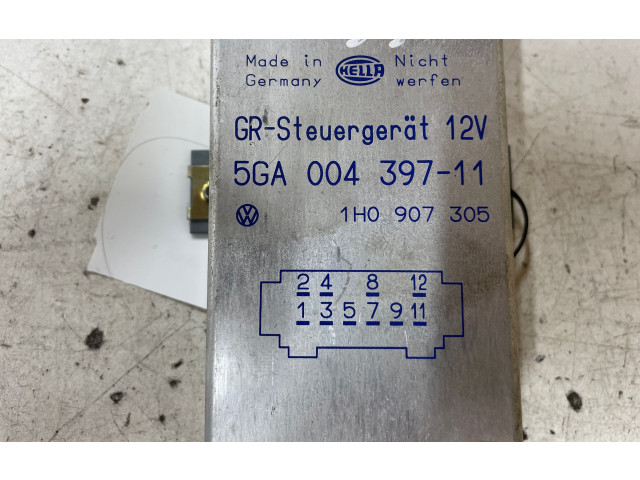 Made in HELLA Nicht
Germany werfen
GR-Steuergerät 12V
5GA 004 397-11
VW 1H0 907 305
2 4 8 12
1 3 5 7 9 11